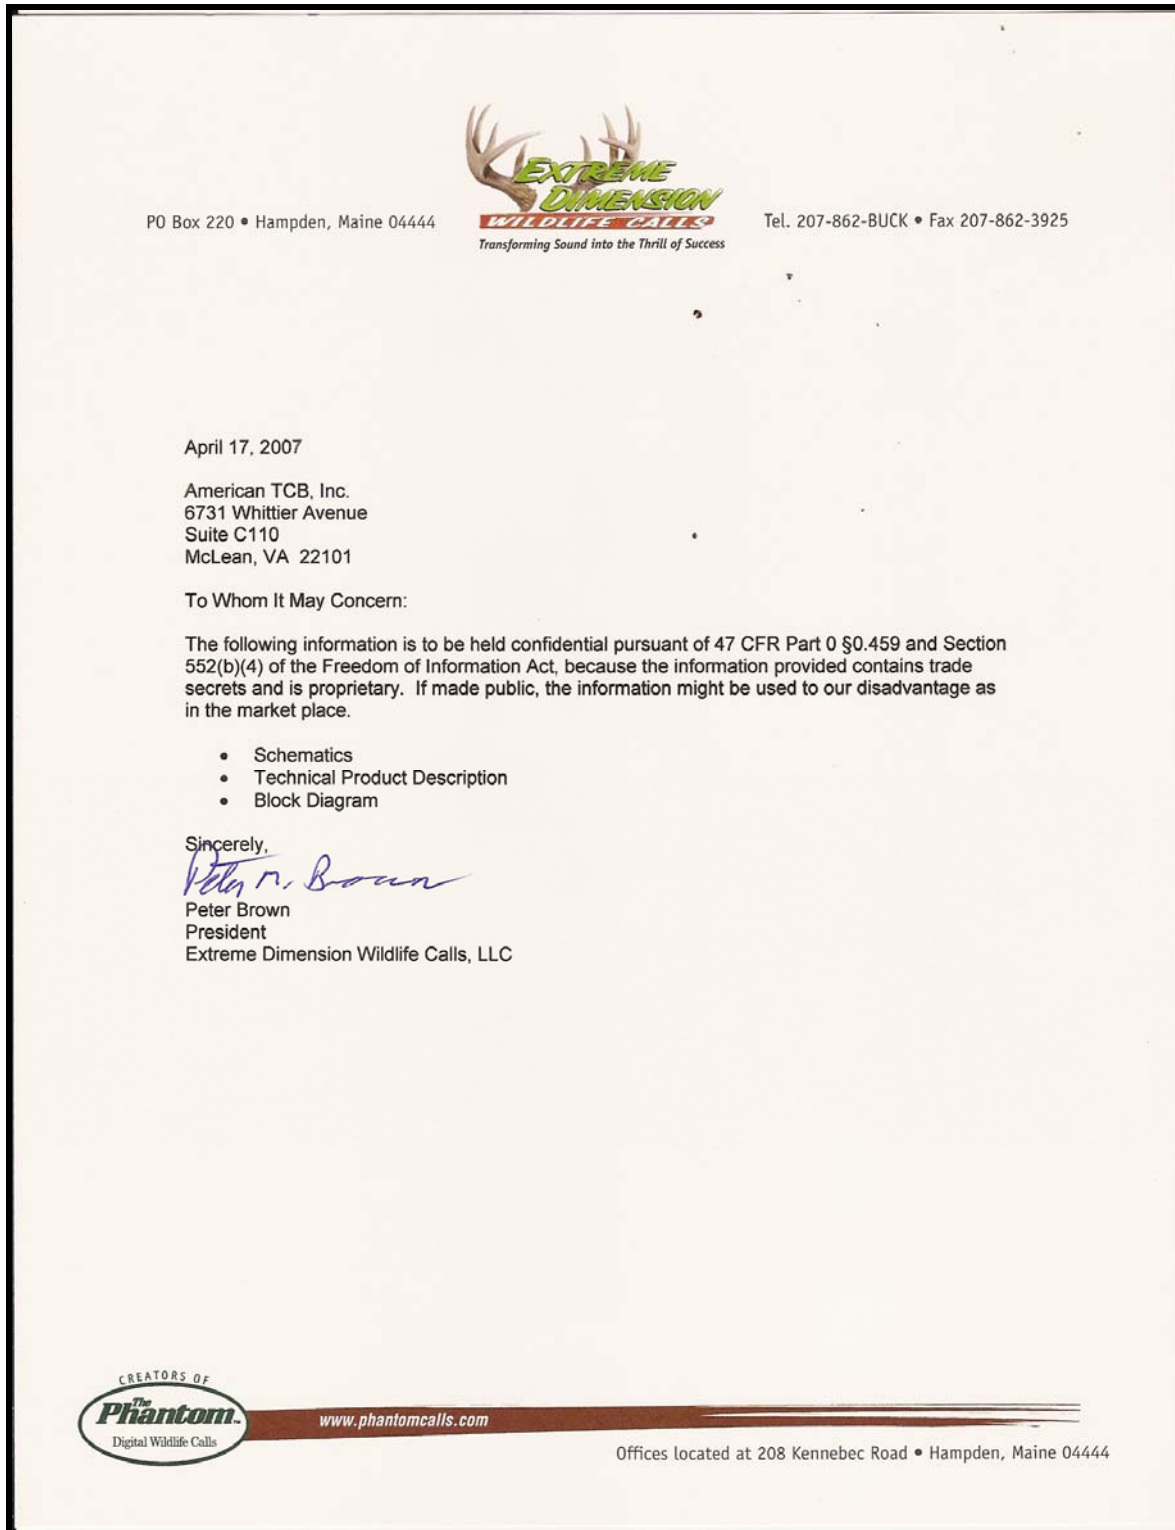 PO Box 220 • Hampden, Maine 04444
EXTREME
DIMENSION
WILDLIFE CALLS
Transforming Sound into the Thrill of Success
Tel. 207-862-BUCK • Fax 207-862-3925
April 17, 2007
American TCB, Inc.
6731 Whittier Avenue
Suite C110
McLean, VA  22101
To Whom It May Concern:
The following information is to be held confidential pursuant of 47 CFR Part 0 §0.459 and Section
552(b)(4) of the Freedom of Information Act, because the information provided contains trade
secrets and is proprietary.  If made public, the information might be used to our disadvantage as
in the market place.
• Schematics
• Technical Product Description
• Block Diagram
Sincerely,
Peter M. Brown
Peter Brown
President
Extreme Dimension Wildlife Calls, LLC
CREATORS OF
The
Phantom™
Digital Wildlife Calls
www.phantomcalls.com
Offices located at 208 Kennebec Road • Hampden, Maine 04444